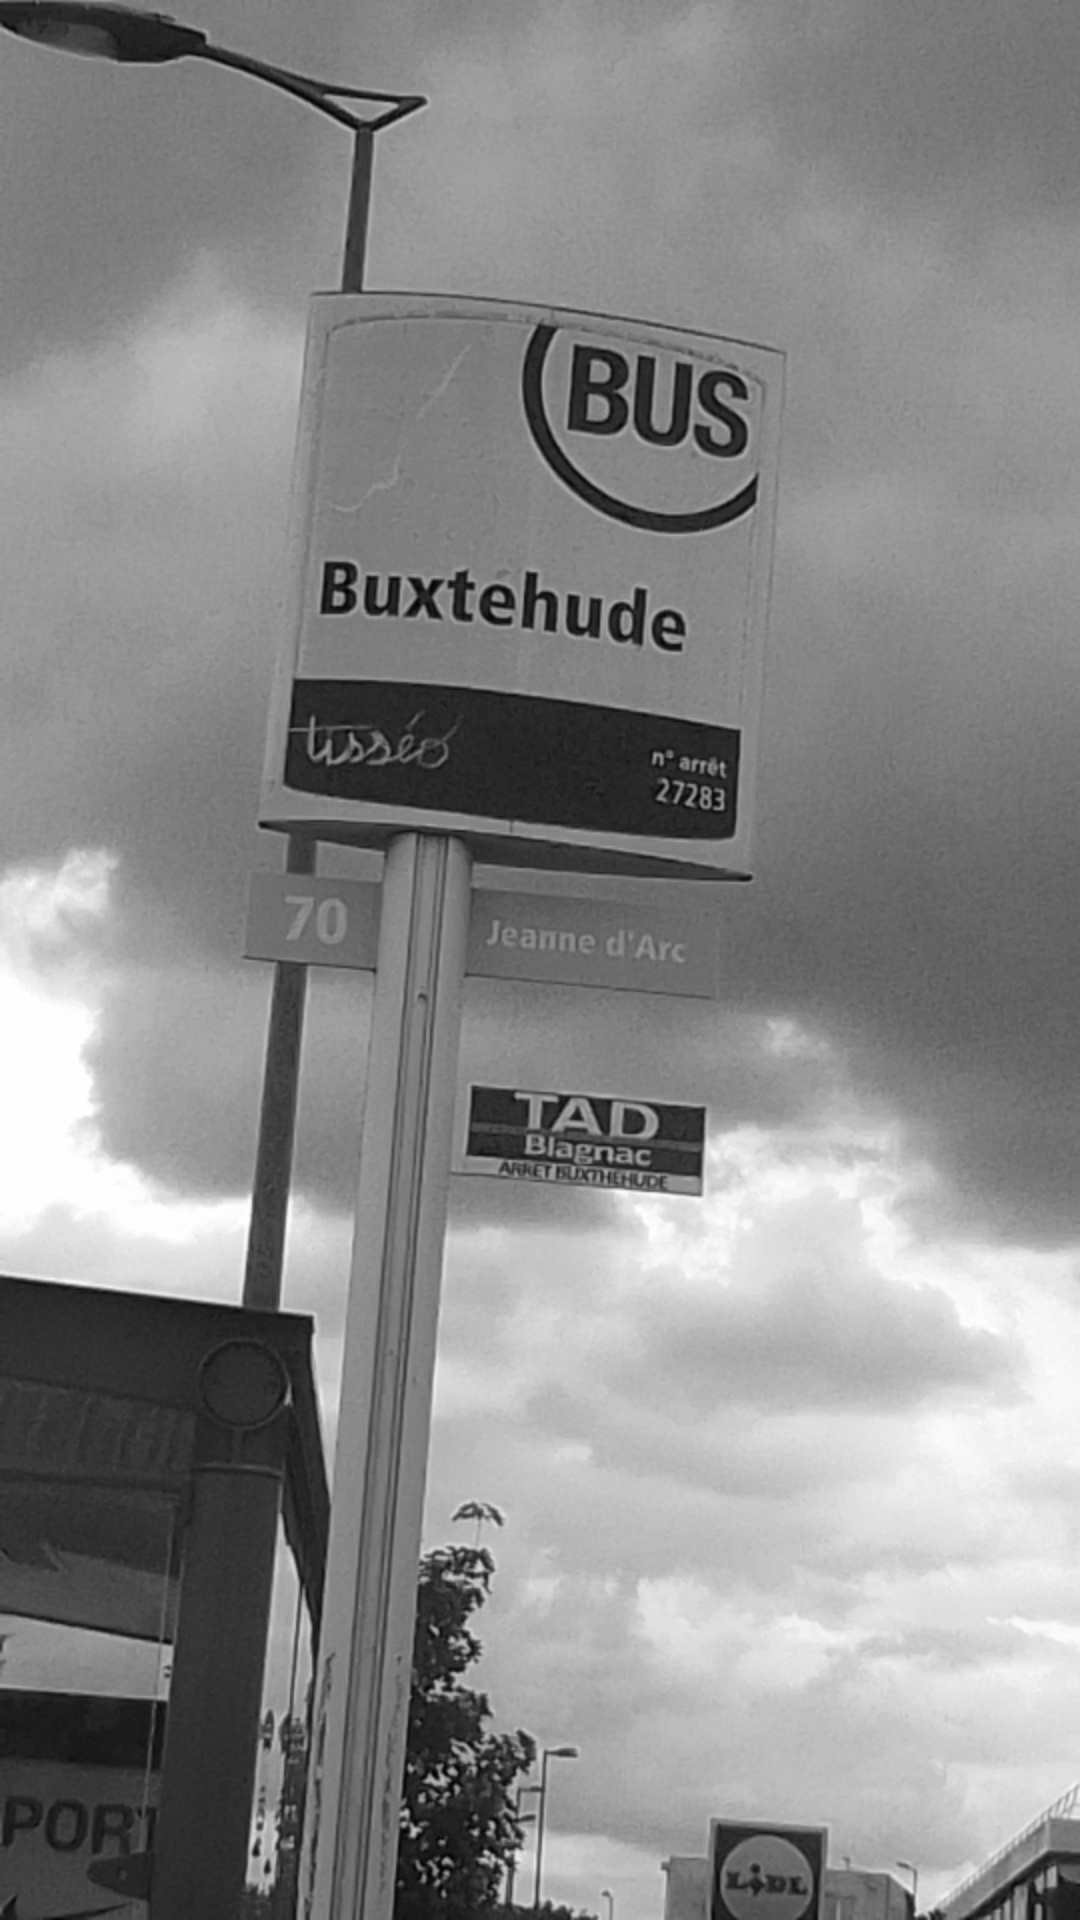 BUS
Buxtehude
tisséo
n° arrêt
27283
70
Jeanne d'Arc
TAD
Blagnac
ARRET BUXTHEHUDE
PORT
LIDL